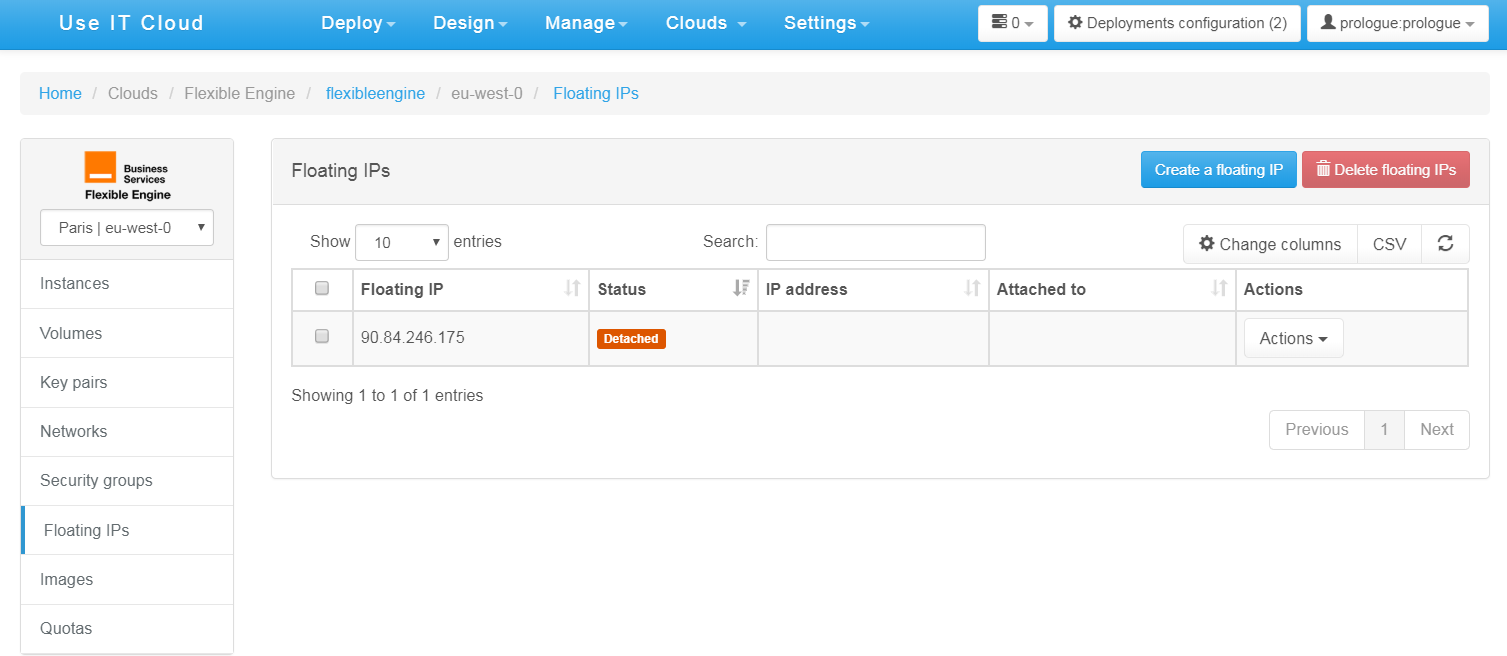 Use IT Cloud Deploy Design Manage Clouds Settings 0 Deployments configuration (2) prologue:prologue
Home / Clouds / Flexible Engine / flexibleengine / eu-west-0 / Floating IPs
Business
Services
Flexible Engine
Paris | eu-west-0
Instances
Volumes
Key pairs
Networks
Security groups
Floating IPs
Images
Quotas
Floating IPs Create a floating IP Delete floating IPs
Show 10 entries Search: Change columns CSV
Floating IP Status IP address Attached to Actions
90.84.246.175 Detached Actions
Showing 1 to 1 of 1 entries
Previous 1 Next